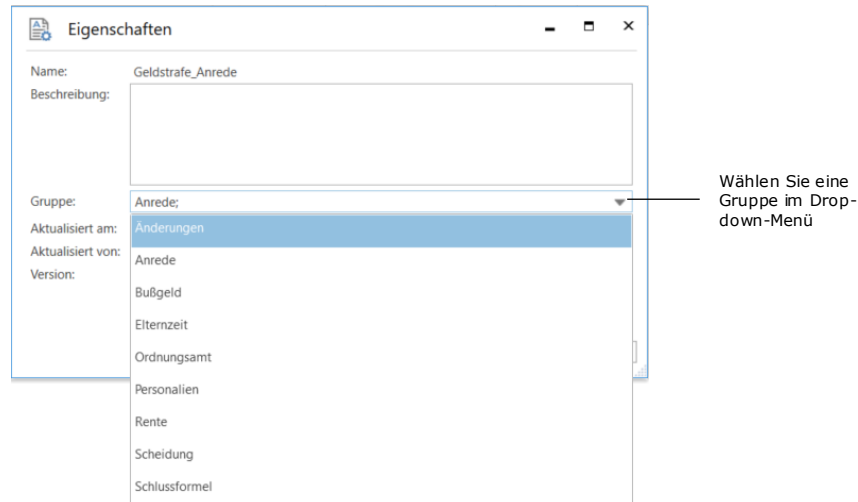 Eigenschaften
Name: Geldstrafe_Anrede
Beschreibung:
Gruppe: Anrede;
Aktualisiert am:
Aktualisiert von:
Version:
Änderungen
Anrede
Bußgeld
Elternzeit
Ordnungsamt
Personalien
Rente
Scheidung
Schlussformel
Wählen Sie eine
Gruppe im Drop-
down-Menü